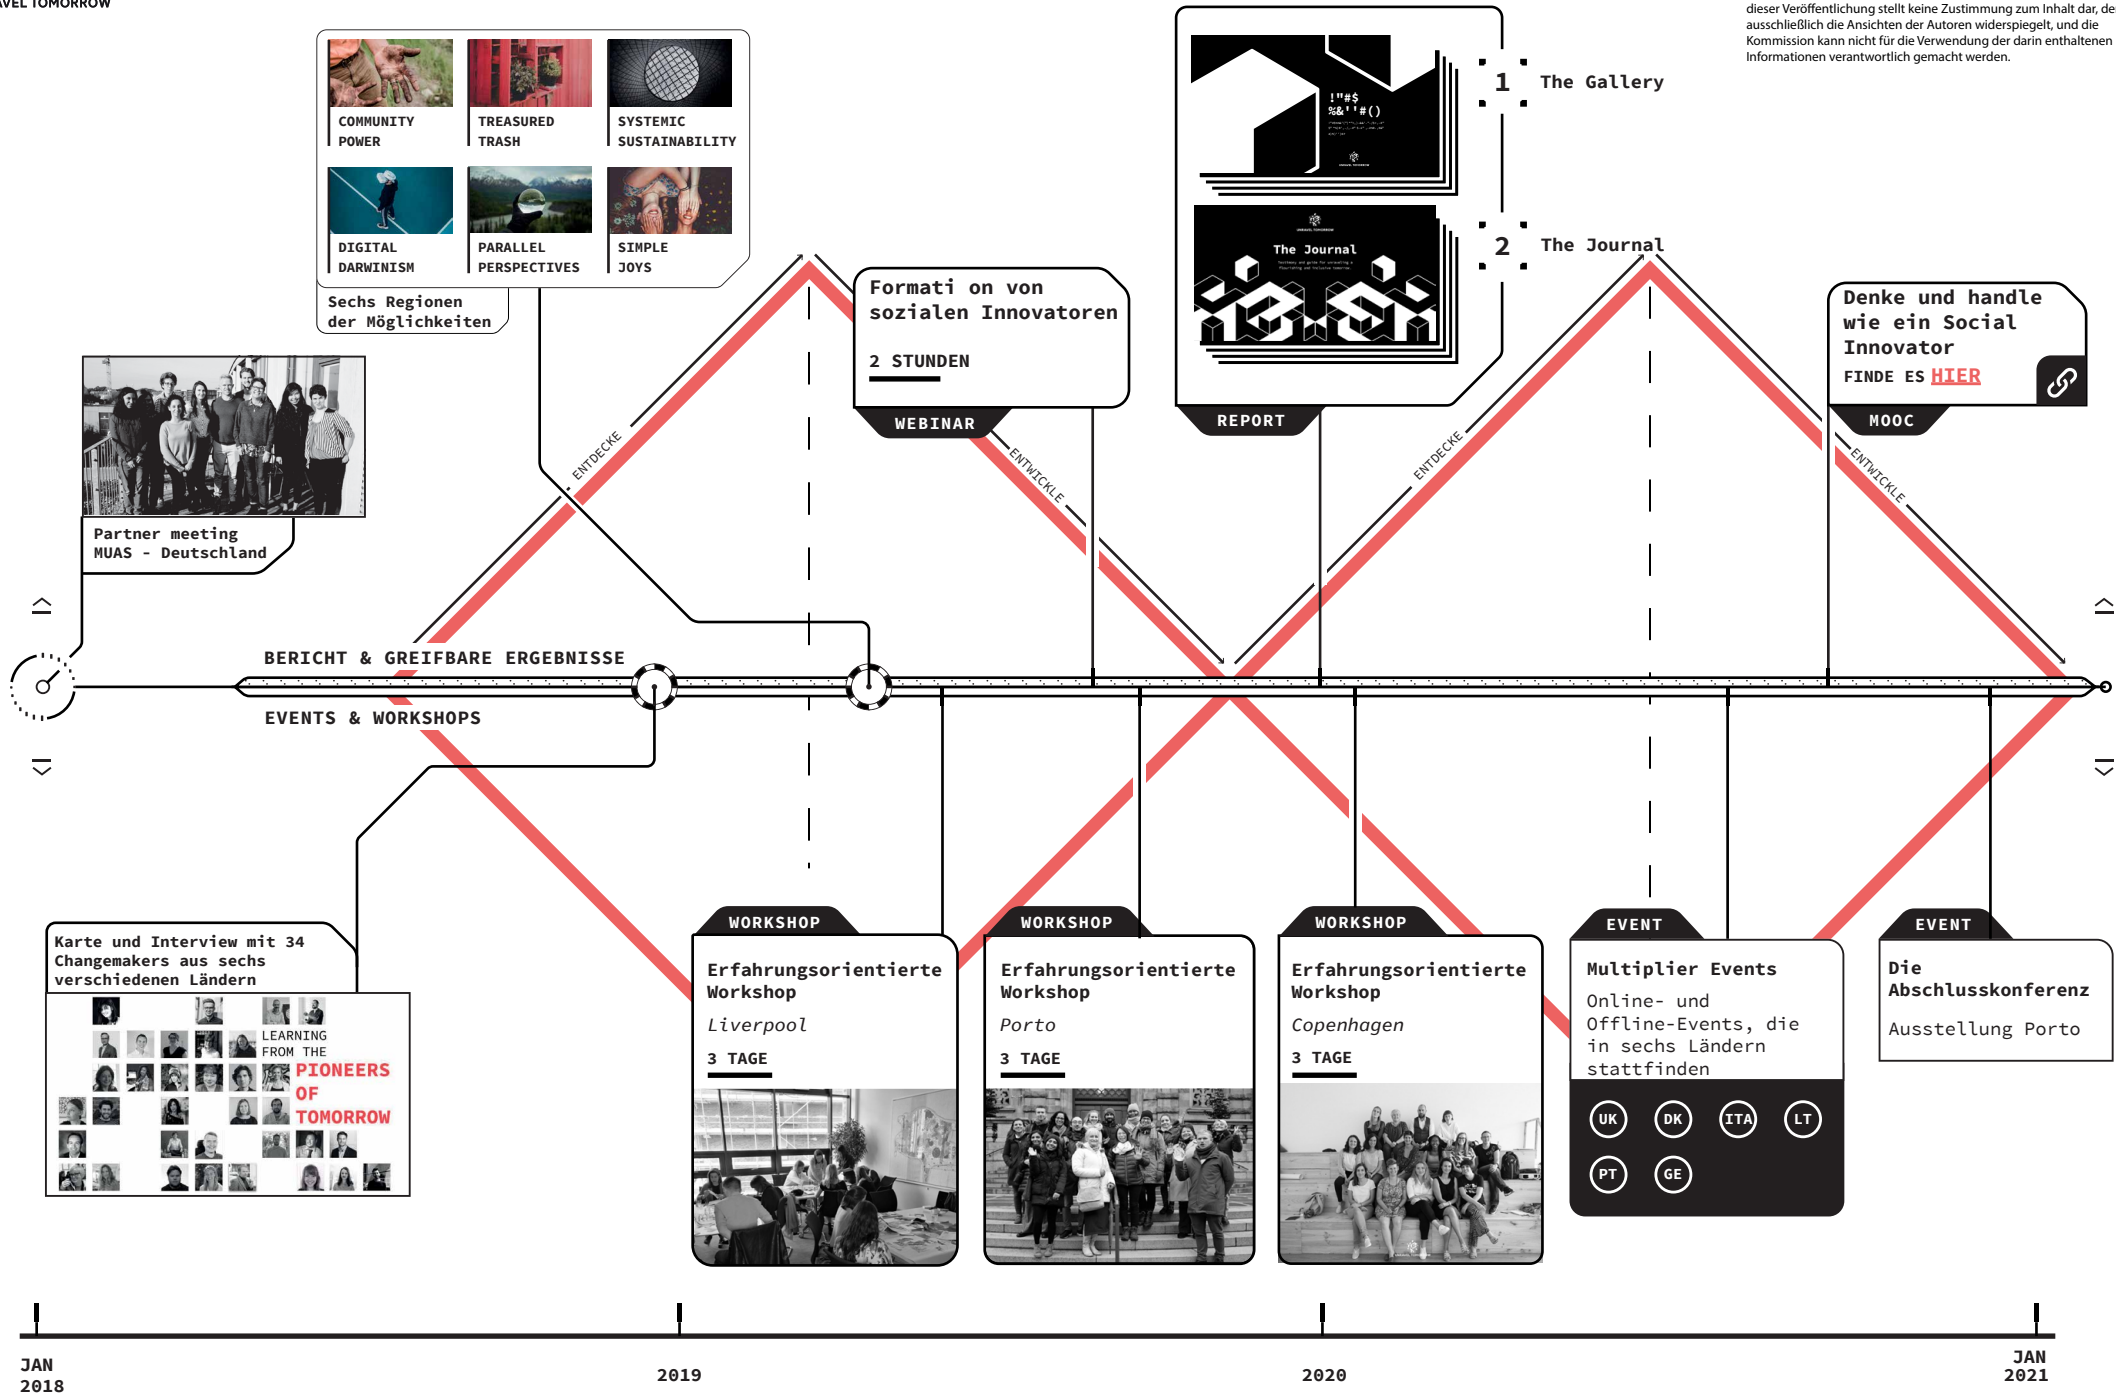 TOMORROW
dieser Veröffentlichung stellt keine Zustimmung zum Inhalt dar,
ausschließlich die Ansichten der Autoren widerspiegelt, und die
Kommission kann nicht für die Verwendung der darin enthaltenen
Informationen verantwortlich gemacht werden.
COMMUNITY
POWER
TREASURED
TRASH
SYSTEMIC
SUSTAINABILITY
DIGITAL
DARWINISM
PARALLEL
PERSPECTIVES
SIMPLE
JOYS
Sechs Regionen
der Möglichkeiten
!"#$
%&''#()
1
The Gallery
The Journal
2
The Journal
REPORT
Formati on von
sozialen Innovatoren
2 STUNDEN
WEBINAR
Denke und handle
wie ein Social
Innovator
FINDE ES HIER
MOOC
Partner meeting
MUAS - Deutschland
ENTDECKE
ENTWICKLE
ENTDECKE
ENTWICKLE
BERICHT & GREIFBARE ERGEBNISSE
EVENTS & WORKSHOPS
Karte und Interview mit 34
Changemakers aus sechs
verschiedenen Ländern
LEARNING
FROM THE
PIONEERS
OF
TOMORROW
WORKSHOP
Erfahrungsorientierte
Workshop
Liverpool
3 TAGE
WORKSHOP
Erfahrungsorientierte
Workshop
Porto
3 TAGE
WORKSHOP
Erfahrungsorientierte
Workshop
Copenhagen
3 TAGE
EVENT
Multiplier Events
Online- und
Offline-Events, die
in sechs Ländern
stattfinden
UK
DK
ITA
LT
PT
GE
EVENT
Die
Abschlusskonferenz
Ausstellung Porto
JAN
2018
2019
2020
JAN
2021